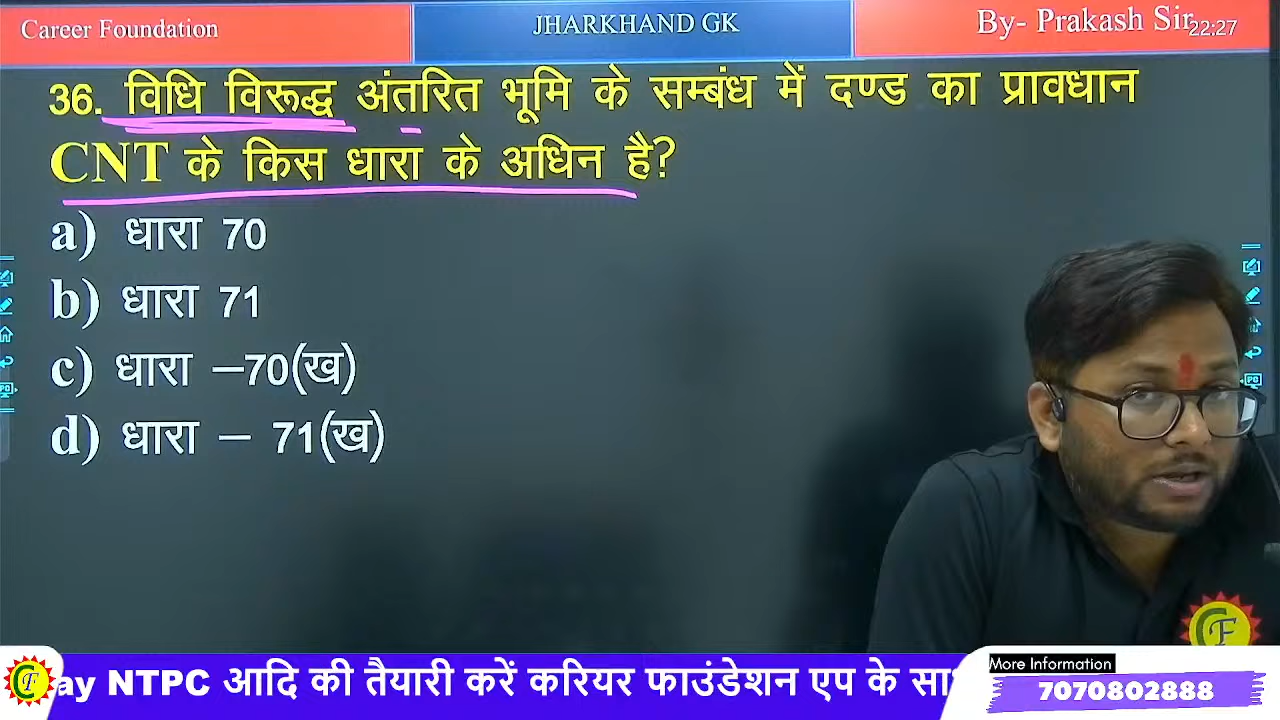 Career Foundation
JHARKHAND GK
By- Prakash Sir
22:27
36. विधि विरूद्ध अंतरित भूमि के सम्बंध में दण्ड का प्रावधान
CNT के किस धारा के अधिन है?
a) धारा 70
b) धारा 71
c) धारा –70(ख)
d) धारा – 71(ख)
ay NTPC आदि की तैयारी करें करियर फाउंडेशन एप के सा
More Information
7070802888